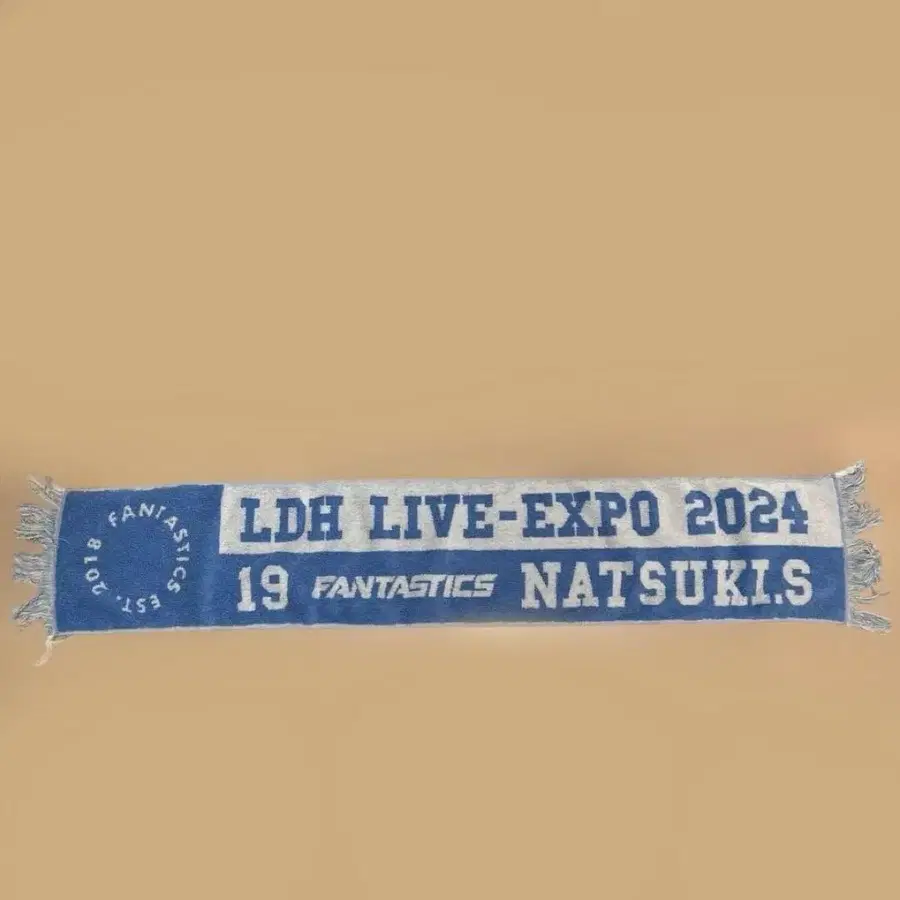 FANTASTICS EST. 2018
LDH LIVE-EXPO 2024
19 FANTASTICS NATSUKI.S